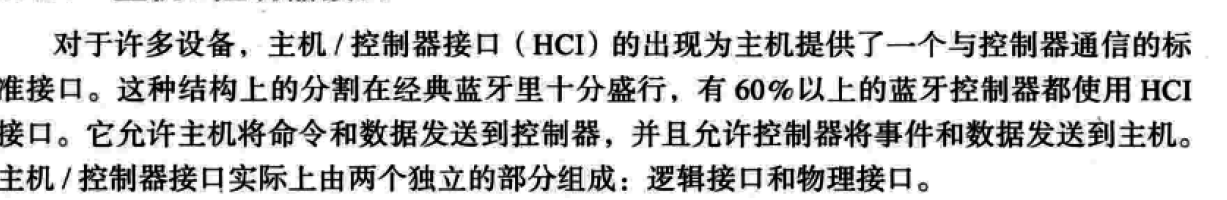 对于许多设备，主机/控制器接口（HCI）的出现为主机提供了一个与控制器通信的标
准接口。这种结构上的分割在经典蓝牙里十分盛行，有60%以上的蓝牙控制器都使用HCI
接口。它允许主机将命令和数据发送到控制器，并且允许控制器将事件和数据发送到主机。
主机/控制器接口实际上由两个独立的部分组成：逻辑接口和物理接口。